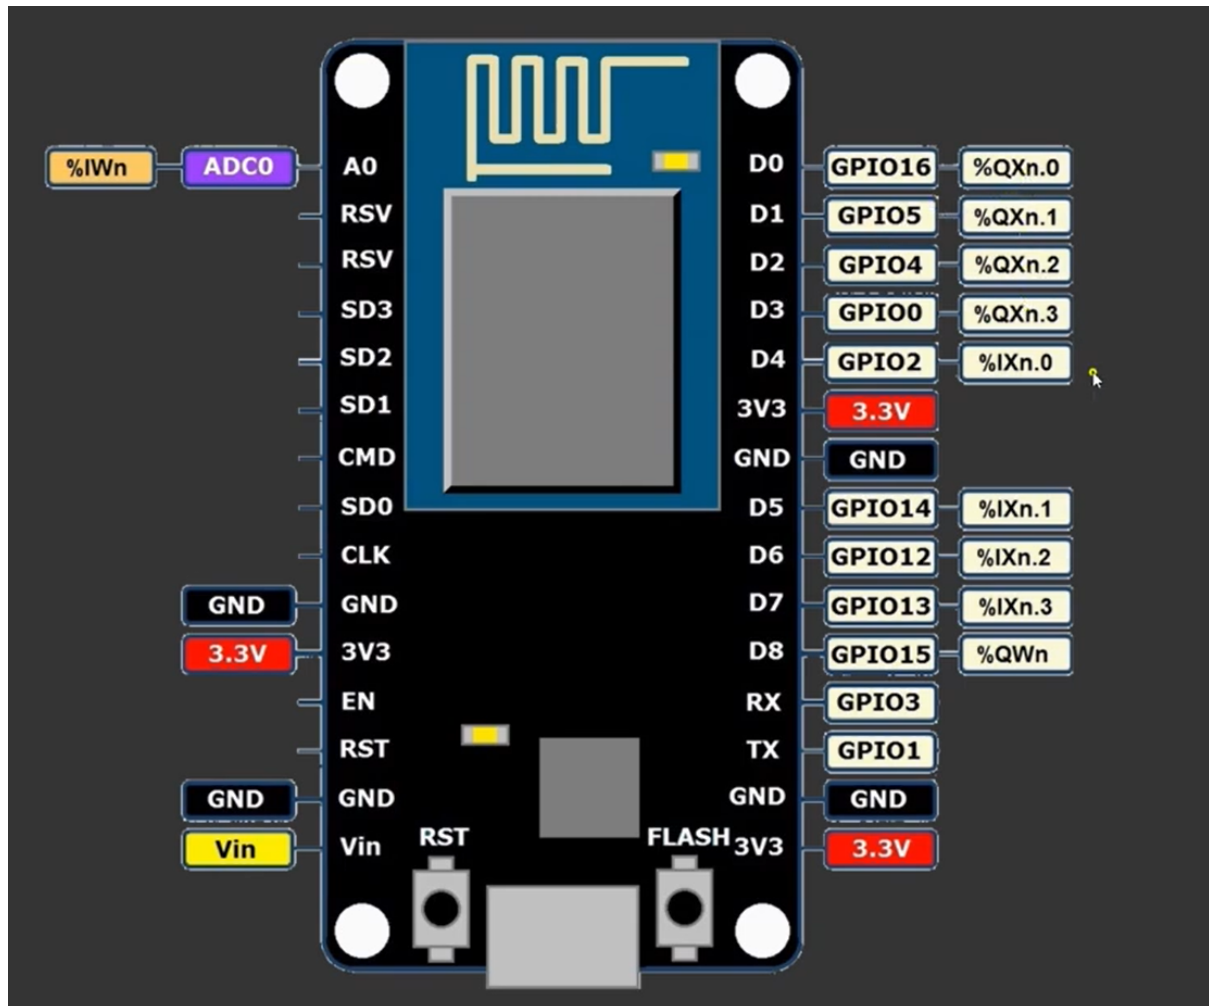 %IWn ADC0 A0 D0 GPIO16 %QXn.0
RSV D1 GPIO5 %QXn.1
RSV D2 GPIO4 %QXn.2
SD3 D3 GPIO0 %QXn.3
SD2 D4 GPIO2 %IXn.0
SD1 3V3 3.3V
CMD GND GND
SD0 D5 GPIO14 %IXn.1
CLK D6 GPIO12 %IXn.2
GND GND D7 GPIO13 %IXn.3
3.3V 3V3 D8 GPIO15 %QWn
EN RX GPIO3
RST TX GPIO1
GND GND GND GND
Vin Vin RST FLASH 3V3 3.3V